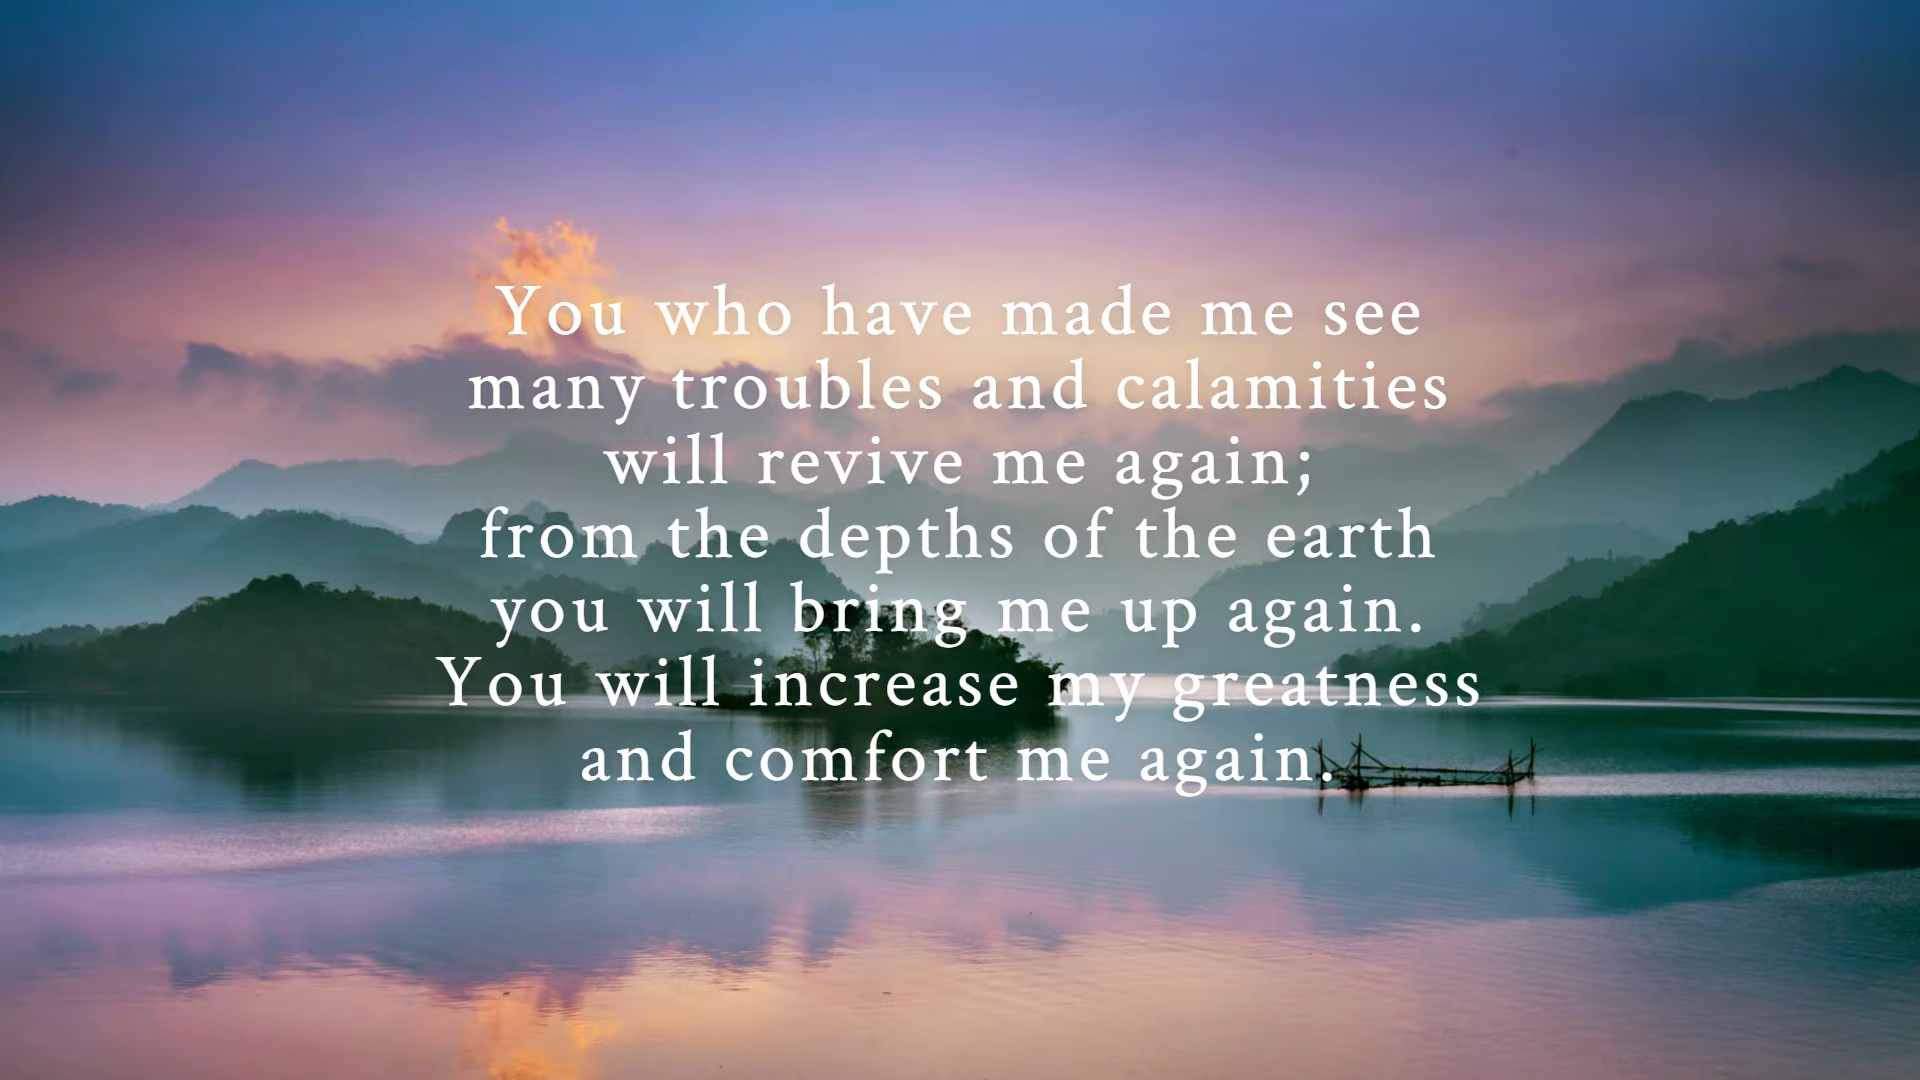 You who have made me see
many troubles and calamities
will revive me again;
from the depths of the earth
you will bring me up again.
You will increase my greatness
and comfort me again.